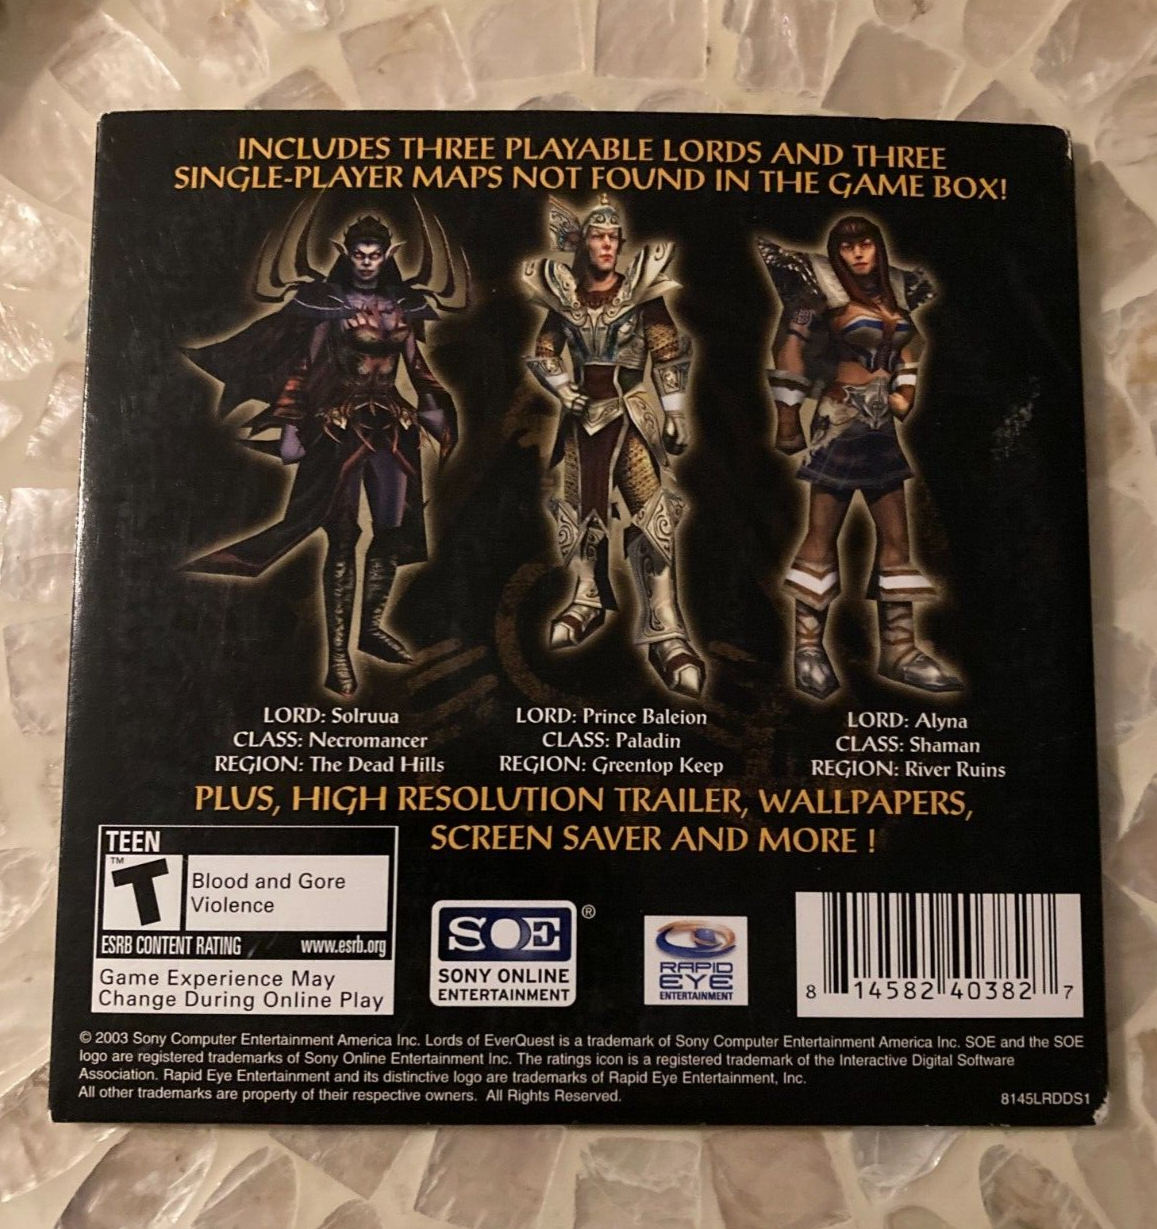 INCLUDES THREE PLAYABLE LORDS AND THREE
SINGLE-PLAYER MAPS NOT FOUND IN THE GAME BOX!
LORD: Solruua
CLASS: Necromancer
REGION: The Dead Hills
LORD: Prince Baleion
CLASS: Paladin
REGION: Greentop Keep
LORD: Alyna
CLASS: Shaman
REGION: River Ruins
PLUS, HIGH RESOLUTION TRAILER, WALLPAPERS,
SCREEN SAVER AND MORE !
TEEN
TM
T
Blood and Gore
Violence
ESRB CONTENT RATING www.esrb.org
Game Experience May
Change During Online Play
SOE ®
SONY ONLINE
ENTERTAINMENT
RAPID
EYE
ENTERTAINMENT
8 14582 40382 7
© 2003 Sony Computer Entertainment America Inc. Lords of EverQuest is a trademark of Sony Computer Entertainment America Inc. SOE and the SOE
logo are registered trademarks of Sony Online Entertainment Inc. The ratings icon is a registered trademark of the Interactive Digital Software
Association. Rapid Eye Entertainment and its distinctive logo are trademarks of Rapid Eye Entertainment, Inc.
All other trademarks are property of their respective owners. All Rights Reserved.
8145LRDDS1